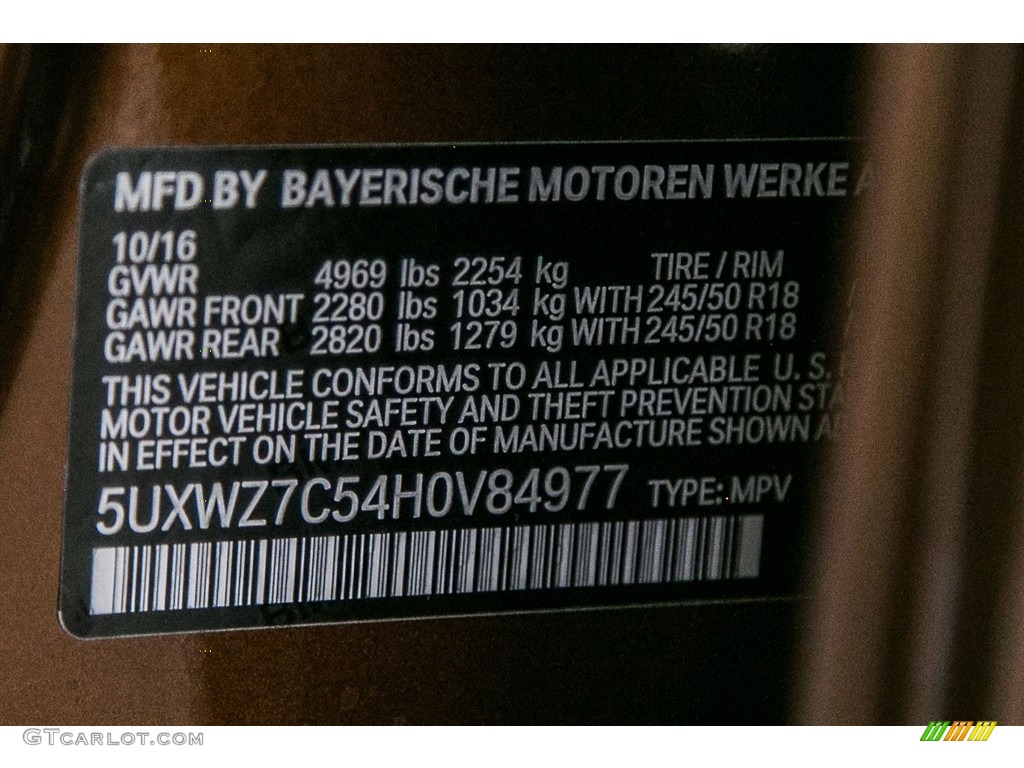 MFD BY BAYERISCHE MOTOREN WERKE A
10/16
GVWR 4969 lbs 2254 kg TIRE / RIM
GAWR FRONT 2280 lbs 1034 kg WITH 245/50 R18
GAWR REAR 2820 lbs 1279 kg WITH 245/50 R18
THIS VEHICLE CONFORMS TO ALL APPLICABLE U. S.
MOTOR VEHICLE SAFETY AND THEFT PREVENTION STA
IN EFFECT ON THE DATE OF MANUFACTURE SHOWN A
5UXWZ7C54H0V84977 TYPE: MPV
GTCARLOT.COM